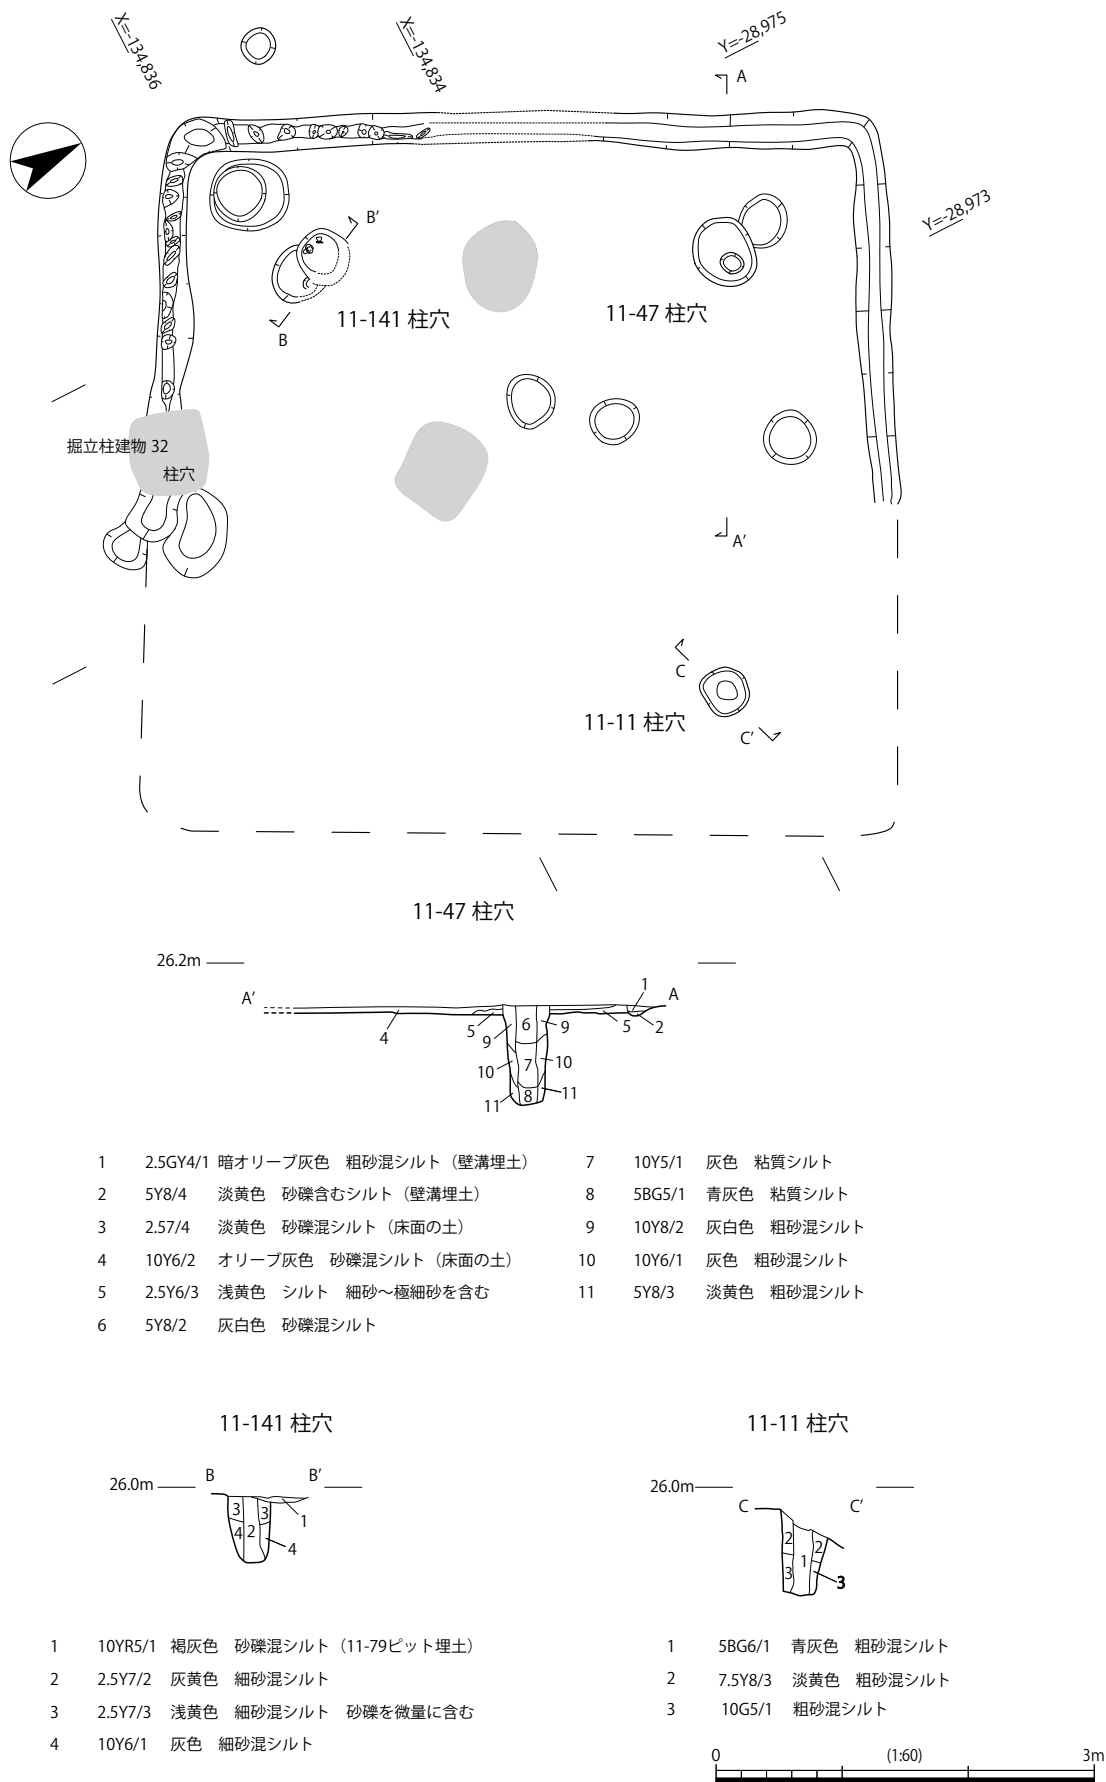 X=-134,836
X=-134,834
Y=-28,975
A
Y=-28,973
B’
11-141 柱穴
11-47 柱穴
B
掘立柱建物 32
柱穴
A’
C
11-11 柱穴
C’
11-47 柱穴
26.2m
A’
A
1
4
5
9
6
9
5
2
10
7
10
11
8
11
1 2.5GY4/1 暗オリーブ灰色 粗砂混シルト（壁溝埋土）
2 5Y8/4 淡黄色 砂礫含むシルト（壁溝埋土）
3 2.57/4 淡黄色 砂礫混シルト（床面の土）
4 10Y6/2 オリーブ灰色 砂礫混シルト（床面の土）
5 2.5Y6/3 浅黄色 シルト 細砂～極細砂を含む
6 5Y8/2 灰白色 砂礫混シルト
7 10Y5/1 灰色 粘質シルト
8 5BG5/1 青灰色 粘質シルト
9 10Y8/2 灰白色 粗砂混シルト
10 10Y6/1 灰色 粗砂混シルト
11 5Y8/3 淡黄色 粗砂混シルト
11-141 柱穴
26.0m
B
B’
3
3
1
4
2
4
1 10YR5/1 褐灰色 砂礫混シルト（11-79ピット埋土）
2 2.5Y7/2 灰黄色 細砂混シルト
3 2.5Y7/3 浅黄色 細砂混シルト 砂礫を微量に含む
4 10Y6/1 灰色 細砂混シルト
11-11 柱穴
26.0m
C
C’
2
2
1
3
3
1 5BG6/1 青灰色 粗砂混シルト
2 7.5Y8/3 淡黄色 粗砂混シルト
3 10G5/1 粗砂混シルト
0 (1:60) 3m